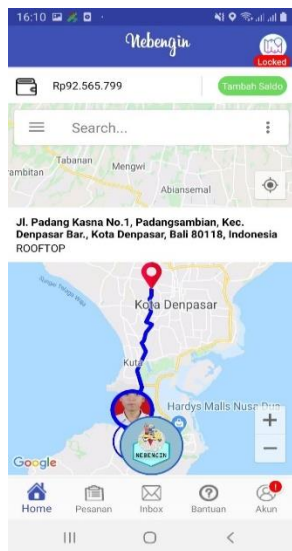 16:10
Nebengin
Locked
Rp92.565.799
Tambah Saldo
Search...
ambitan
Tabanan
Mengwi
Abiansemal
Jl. Padang Kasna No.1, Padangsambian, Kec.
Denpasar Bar., Kota Denpasar, Bali 80118, Indonesia
ROOFTOP
Kota Denpasar
Kuta
Hardys Malls Nusa Dua
NEBENGIN
+
−
Google
Home
Pesanan
Inbox
Bantuan
Akun